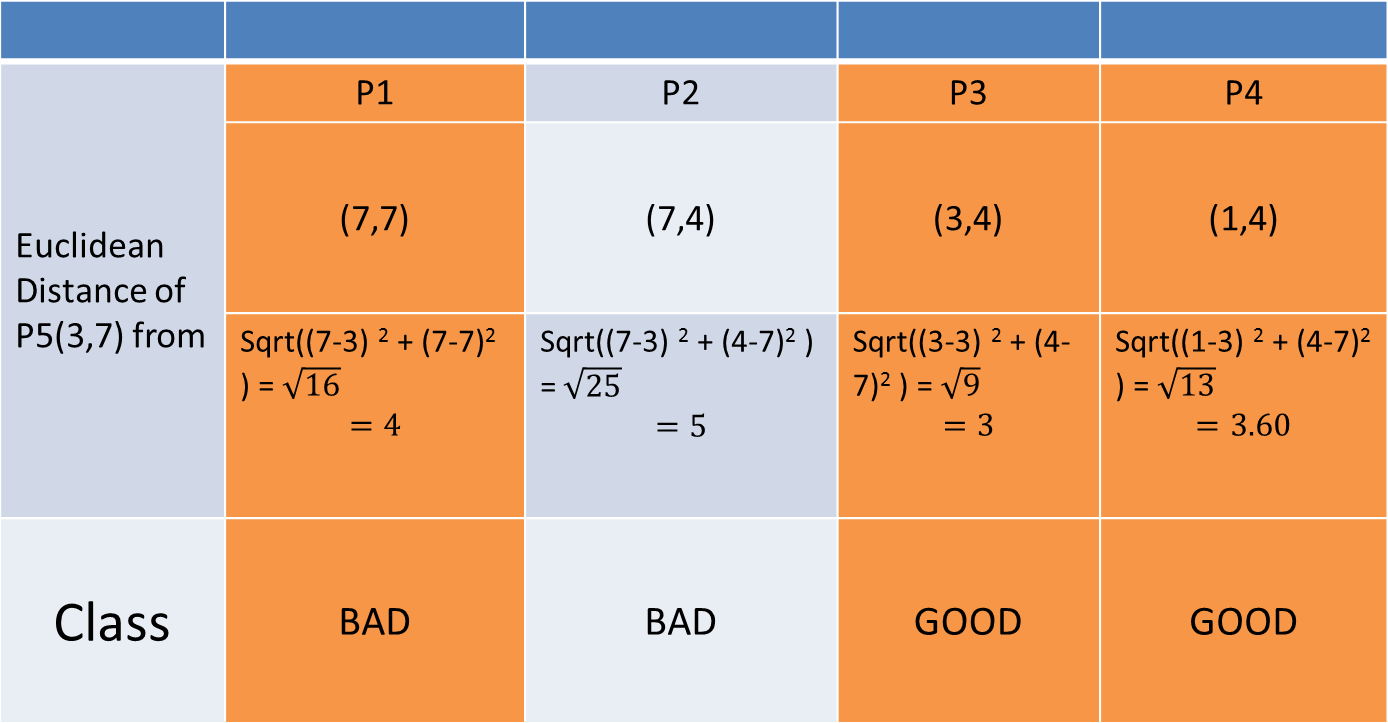 P1
P2
P3
P4
Euclidean
Distance of
P5(3,7) from
(7,7)
(7,4)
(3,4)
(1,4)
Sqrt((7-3) ² + (7-7)²
) = √16
= 4
Sqrt((7-3) ² + (4-7)² )
= √25
= 5
Sqrt((3-3) ² + (4-
7)² ) = √9
= 3
Sqrt((1-3) ² + (4-7)²
) = √13
= 3.60
Class
BAD
BAD
GOOD
GOOD